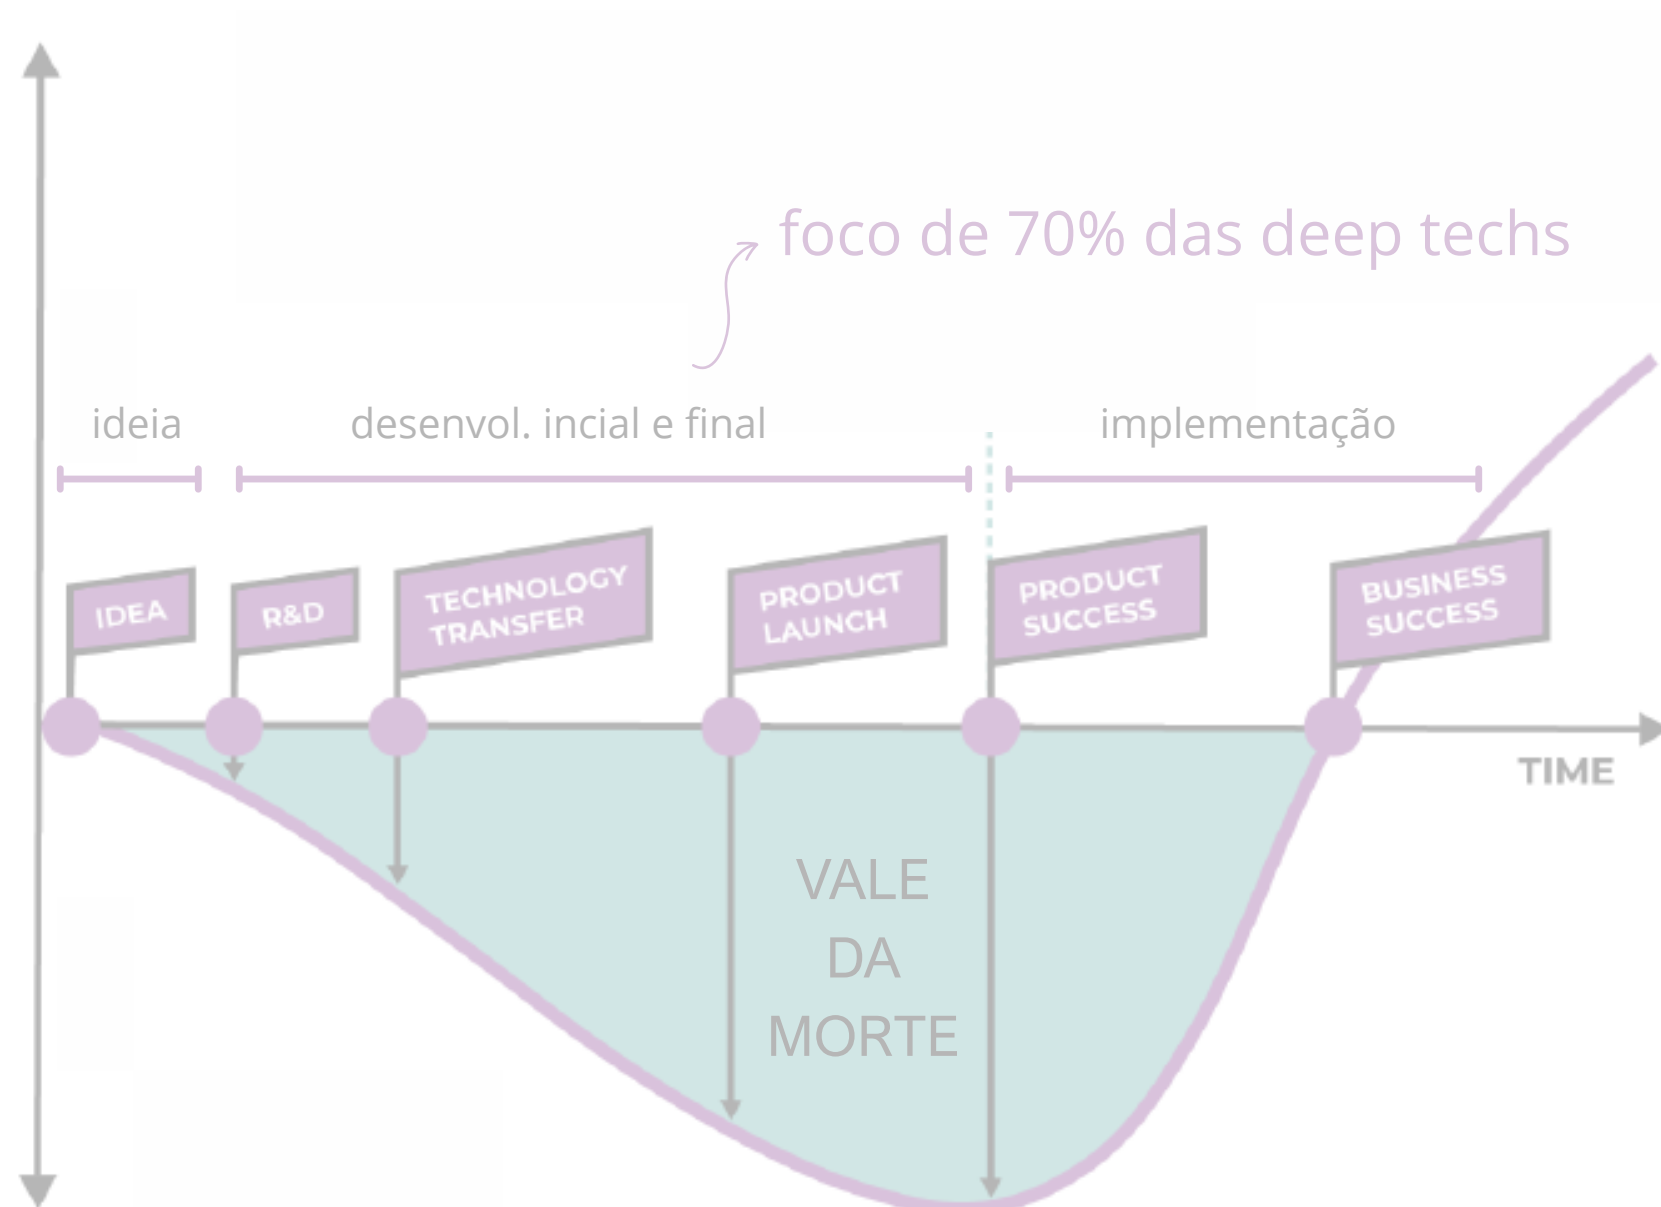 foco de 70% das deep techs
ideia
desenvol. incial e final
implementação
IDEA
R&D
TECHNOLOGY
TRANSFER
PRODUCT
LAUNCH
PRODUCT
SUCCESS
BUSINESS
SUCCESS
TIME
VALE
DA
MORTE